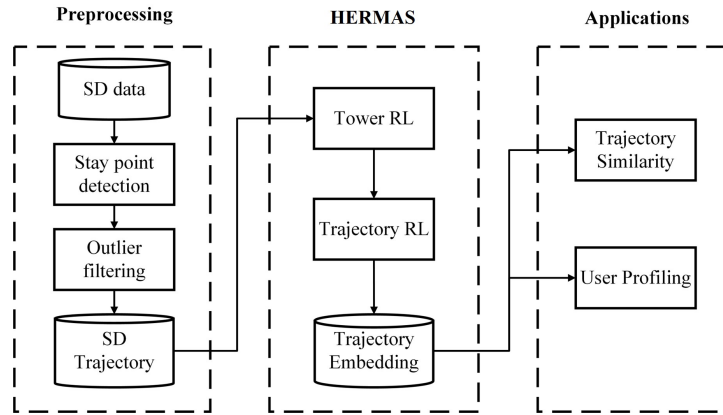 Preprocessing
SD data
Stay point
detection
Outlier
filtering
SD
Trajectory
HERMAS
Tower RL
Trajectory RL
Trajectory
Embedding
Applications
Trajectory
Similarity
User Profiling